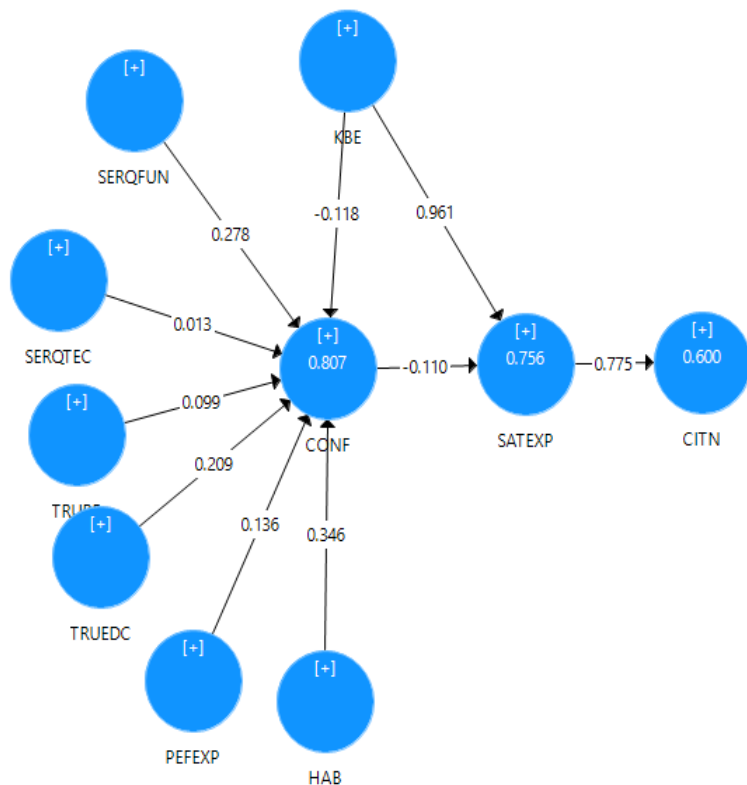 [+]
KBE
[+]
SERQFUN
-0.118
0.961
0.278
[+]
SERQTEC
0.013
[+]
0.807
CONF
-0.110
[+]
0.756
SATEXP
0.775
[+]
0.600
CITN
[+]
0.099
0.209
[+]
TRUEDC
0.136
0.346
[+]
PEFEXP
[+]
HAB